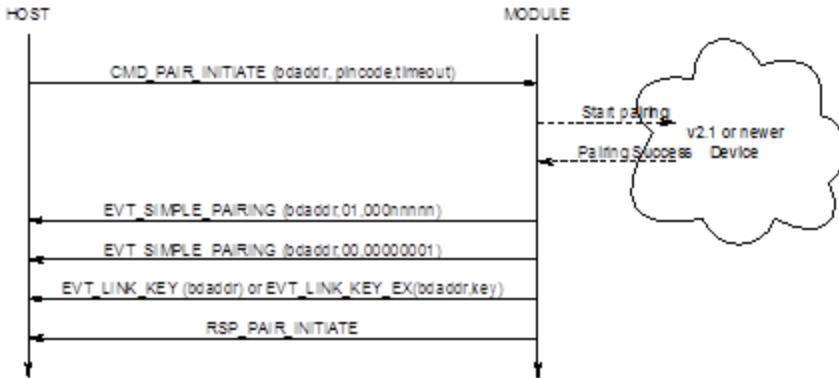 HOST
MODULE
CMD_PAIR_INITIATE (bdaddr, pincode,timeout)
Start pairing
v2.1 or newer
Device
Pairing Success
EVT_SIMPLE_PAIRING (bdaddr,01,000nnnnn)
EVT_SIMPLE_PAIRING (bdaddr,00,00000001)
EVT_LINK_KEY (bdaddr) or EVT_LINK_KEY_EX(bdaddr,key)
RSP_PAIR_INITIATE